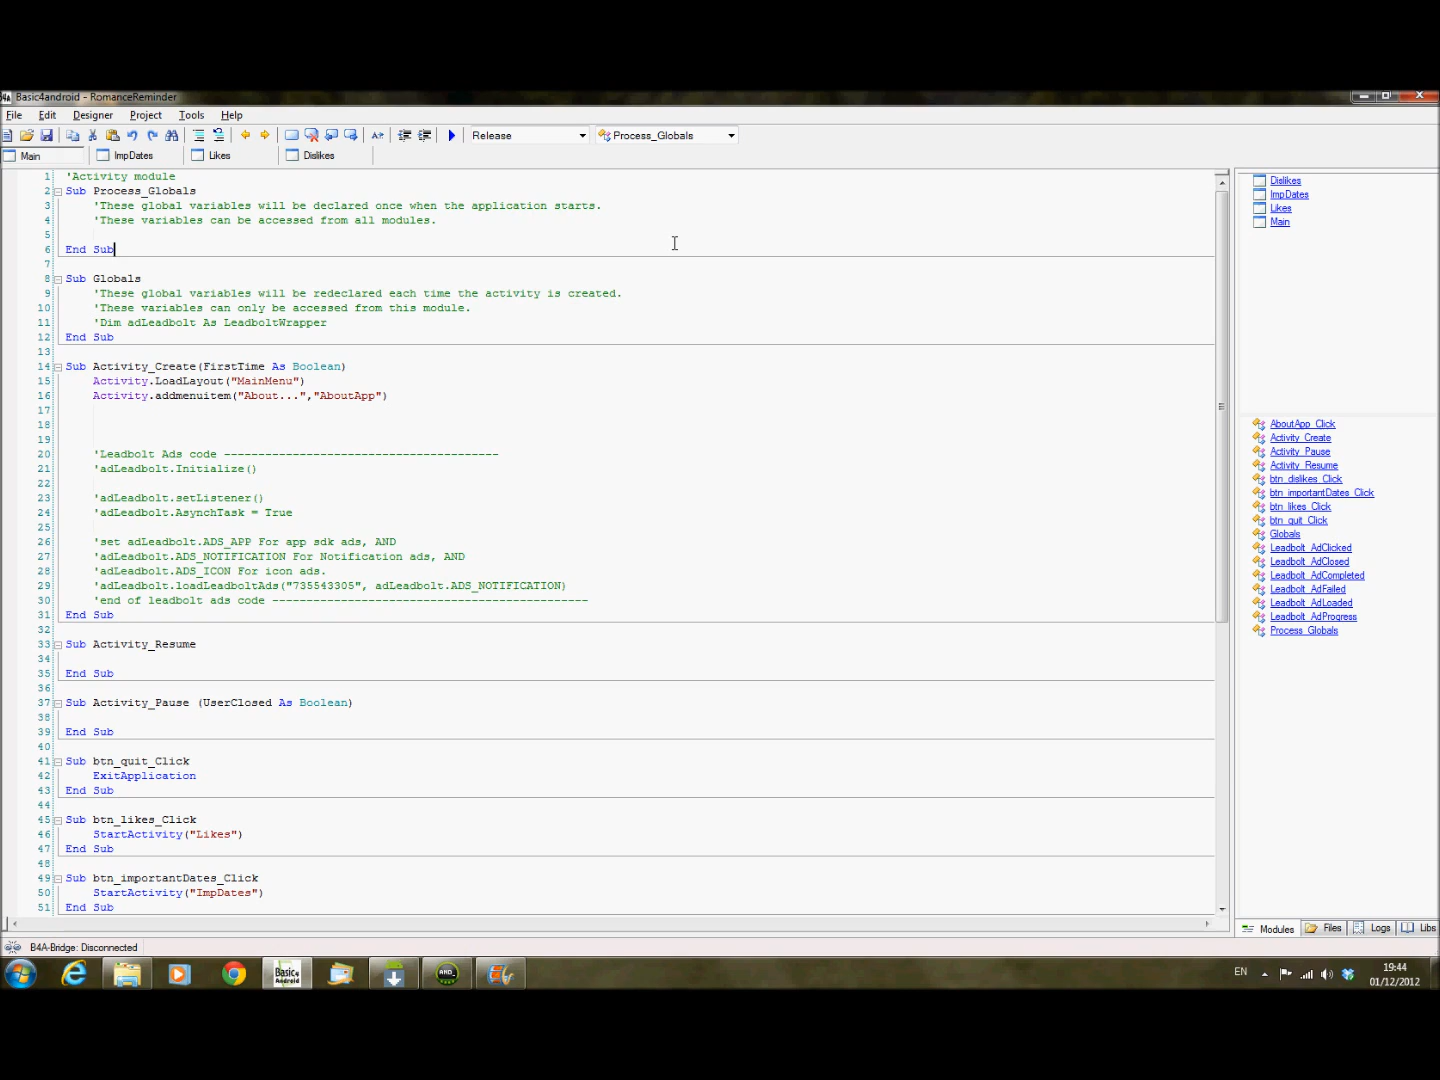 Basic4android - RomanceReminder
File Edit Designer Project Tools Help
Release Process_Globals
Main ImpDates Likes Dislikes
1 'Activity module
2 Sub Process_Globals
3 'These global variables will be declared once when the application starts.
4 'These variables can be accessed from all modules.
5
6 End Sub
7
8 Sub Globals
9 'These global variables will be redeclared each time the activity is created.
10 'These variables can only be accessed from this module.
11 'Dim adLeadbolt As LeadboltWrapper
12 End Sub
13
14 Sub Activity_Create(FirstTime As Boolean)
15 Activity.LoadLayout("MainMenu")
16 Activity.addmenuitem("About...","AboutApp")
17
18
19
20 'Leadbolt Ads code ----------------------------------------
21 'adLeadbolt.Initialize()
22
23 'adLeadbolt.setListener()
24 'adLeadbolt.AsynchTask = True
25
26 'set adLeadbolt.ADS_APP For app sdk ads, AND
27 'adLeadbolt.ADS_NOTIFICATION For Notification ads, AND
28 'adLeadbolt.ADS_ICON For icon ads.
29 'adLeadbolt.loadLeadboltAds("735543305", adLeadbolt.ADS_NOTIFICATION)
30 'end of leadbolt ads code ----------------------------------------------
31 End Sub
32
33 Sub Activity_Resume
34
35 End Sub
36
37 Sub Activity_Pause (UserClosed As Boolean)
38
39 End Sub
40
41 Sub btn_quit_Click
42 ExitApplication
43 End Sub
44
45 Sub btn_likes_Click
46 StartActivity("Likes")
47 End Sub
48
49 Sub btn_importantDates_Click
50 StartActivity("ImpDates")
51 End Sub
Dislikes
ImpDates
Likes
Main
AboutApp_Click
Activity_Create
Activity_Pause
Activity_Resume
btn_dislikes_Click
btn_importantDates_Click
btn_likes_Click
btn_quit_Click
Globals
Leadbolt_AdClicked
Leadbolt_AdClosed
Leadbolt_AdCompleted
Leadbolt_AdFailed
Leadbolt_AdLoaded
Leadbolt_AdProgress
Process_Globals
Modules Files Logs Libs
B4A-Bridge: Disconnected
Basic4
Android
AND_
EN
19:44
01/12/2012